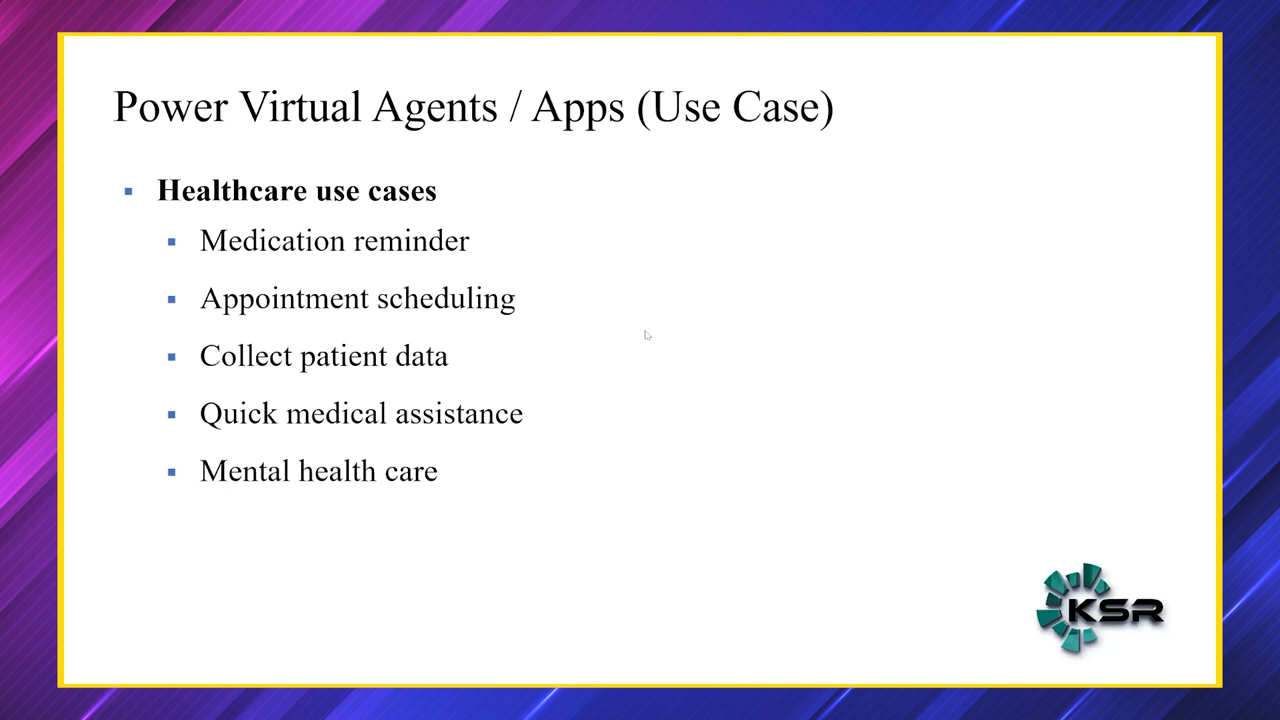 Power Virtual Agents / Apps (Use Case)
Healthcare use cases
Medication reminder
Appointment scheduling
Collect patient data
Quick medical assistance
Mental health care
KSR